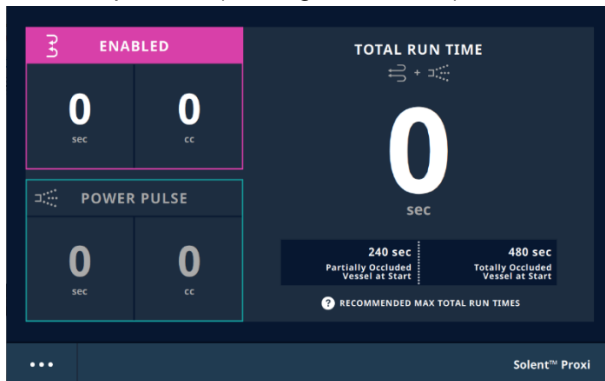 ENABLED
0 0
sec cc
POWER PULSE
0 0
sec cc
TOTAL RUN TIME
+
0
sec
240 sec 480 sec
Partially Occluded Totally Occluded
Vessel at Start Vessel at Start
? RECOMMENDED MAX TOTAL RUN TIMES
Solent™ Proxi